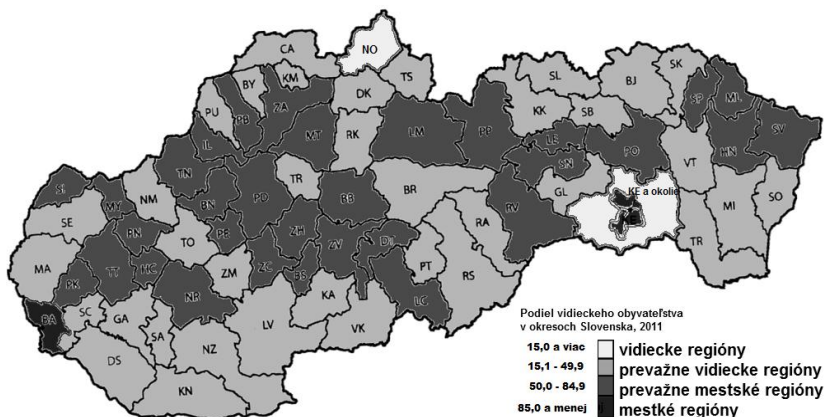 CA
NO
BY
KM
TS
DK
PU
PB
ZA
MT
RK
LM
PP
SL
KK
SB
BJ
SK
SP
ML
SV
HN
PO
LE
SN
VT
IL
TN
PD
TR
BN
BB
BR
RV
GL
KE a okolie
KE
MI
SO
TR
SI
MY
NM
SE
PN
TO
PB
ZH
ZV
DT
PT
RA
RS
MA
PK
TT
HC
NR
ZM
ZC
BS
KA
LC
BA
SC
GA
SA
LV
VK
DS
NZ
KN
Podiel vidieckeho obyvateľstva
v okresoch Slovenska, 2011
15,0 a viac vidiecke regióny
15,1 - 49,9 prevažne vidiecke regióny
50,0 - 84,9 prevažne mestské regióny
85,0 a menej mestké regióny